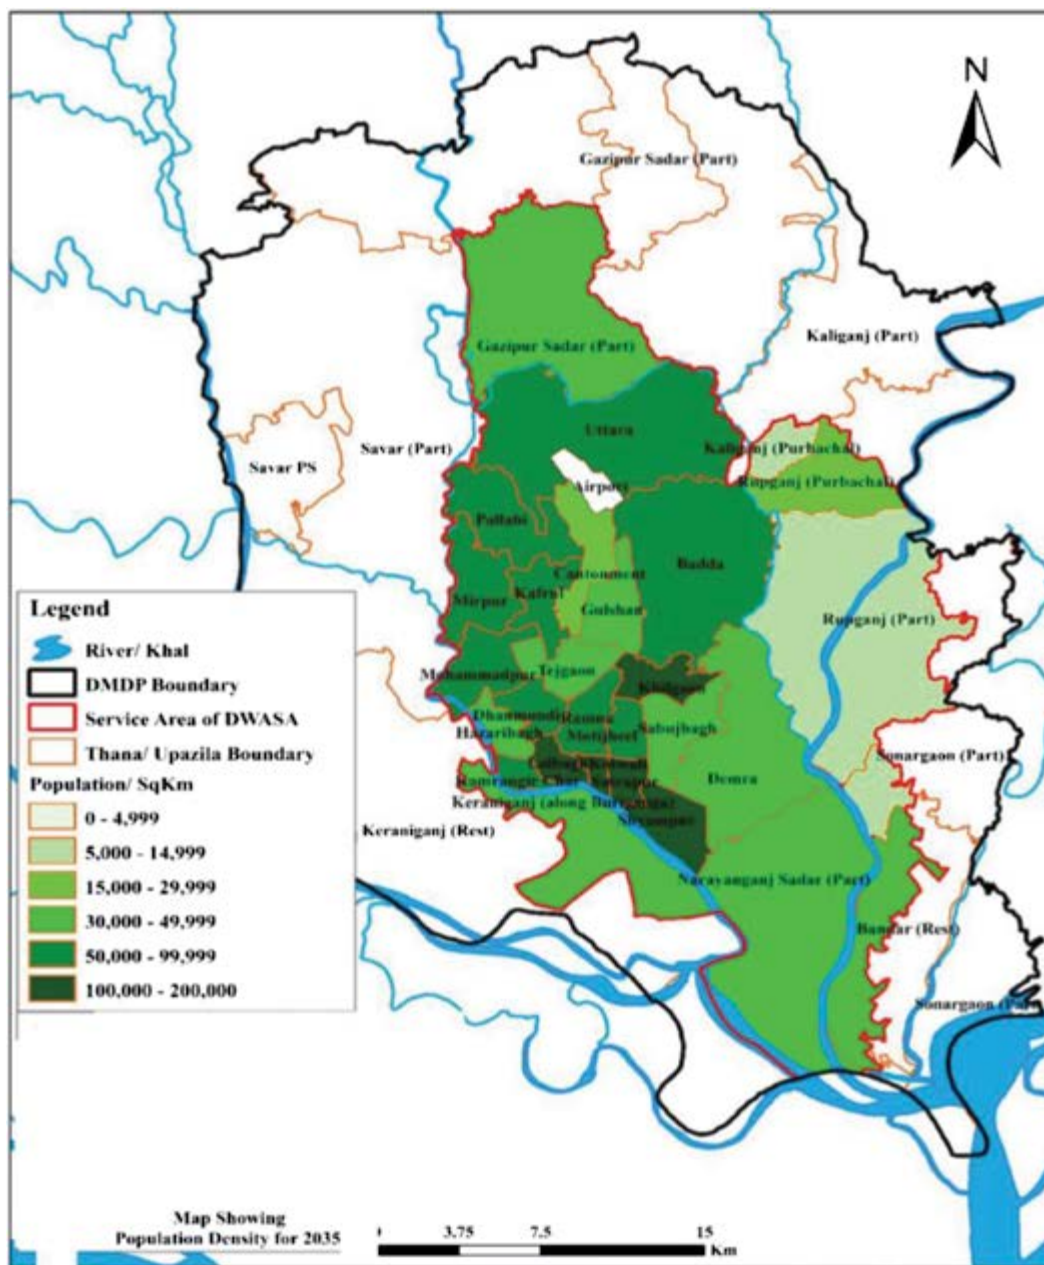 N
Gazipur Sadar (Part)
Kaliganj (Part)
Gazipur Sadar (Part)
Uttara
Savar (Part)
Kaliganj (Purbachal)
Savar PS
Rupganj (Purbachal)
Airport
Pallabi
Badda
Cantonment
Mirpur
Kafrul
Gulshan
Rupganj (Part)
Mohammadpur
Tejgaon
Khilgaon
Dhanmondi
Ramna
Sabujbagh
Hazaribagh
Motijheel
Sonargaon (Part)
Demra
Kamrangir Char
Sutrapur
Keraniganj (along Buriganga)
Shyampur
Keraniganj (Rest)
Narayanganj Sadar (Part)
Bandar (Rest)
Sonargaon (Part)
Legend
River/ Khal
DMDP Boundary
Service Area of DWASA
Thana/ Upazila Boundary
Population/ SqKm
0 - 4,999
5,000 - 14,999
15,000 - 29,999
30,000 - 49,999
50,000 - 99,999
100,000 - 200,000
Map Showing
Population Density for 2035
3.75 7.5 15
Km